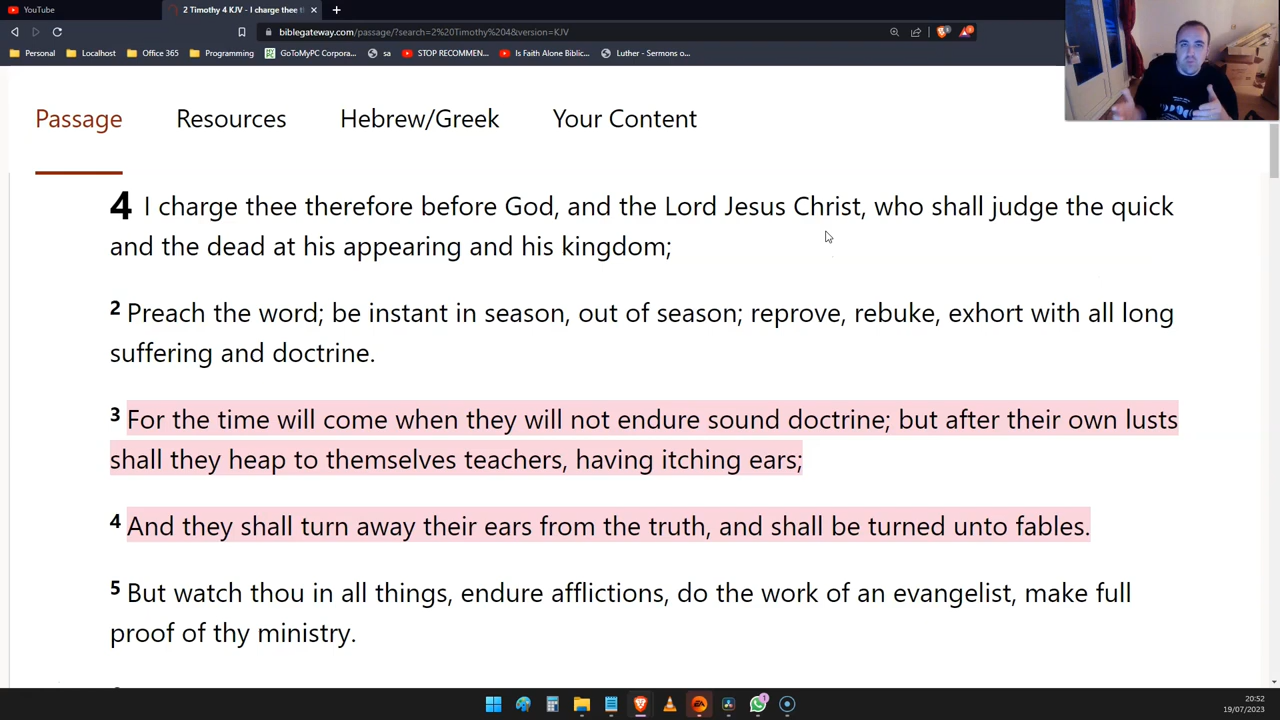 YouTube
2 Timothy 4 KJV - I charge thee th
biblegateway.com/passage/?search=2%20Timothy%204&version=KJV
Personal
Localhost
Office 365
Programming
GoToMyPC Corpora...
sa
STOP RECOMMEN...
Is Faith Alone Biblic...
Luther - Sermons o...
Passage
Resources
Hebrew/Greek
Your Content
4 I charge thee therefore before God, and the Lord Jesus Christ, who shall judge the quick
and the dead at his appearing and his kingdom;
2 Preach the word; be instant in season, out of season; reprove, rebuke, exhort with all long
suffering and doctrine.
3 For the time will come when they will not endure sound doctrine; but after their own lusts
shall they heap to themselves teachers, having itching ears;
4 And they shall turn away their ears from the truth, and shall be turned unto fables.
5 But watch thou in all things, endure afflictions, do the work of an evangelist, make full
proof of thy ministry.
20:52
19/07/2023